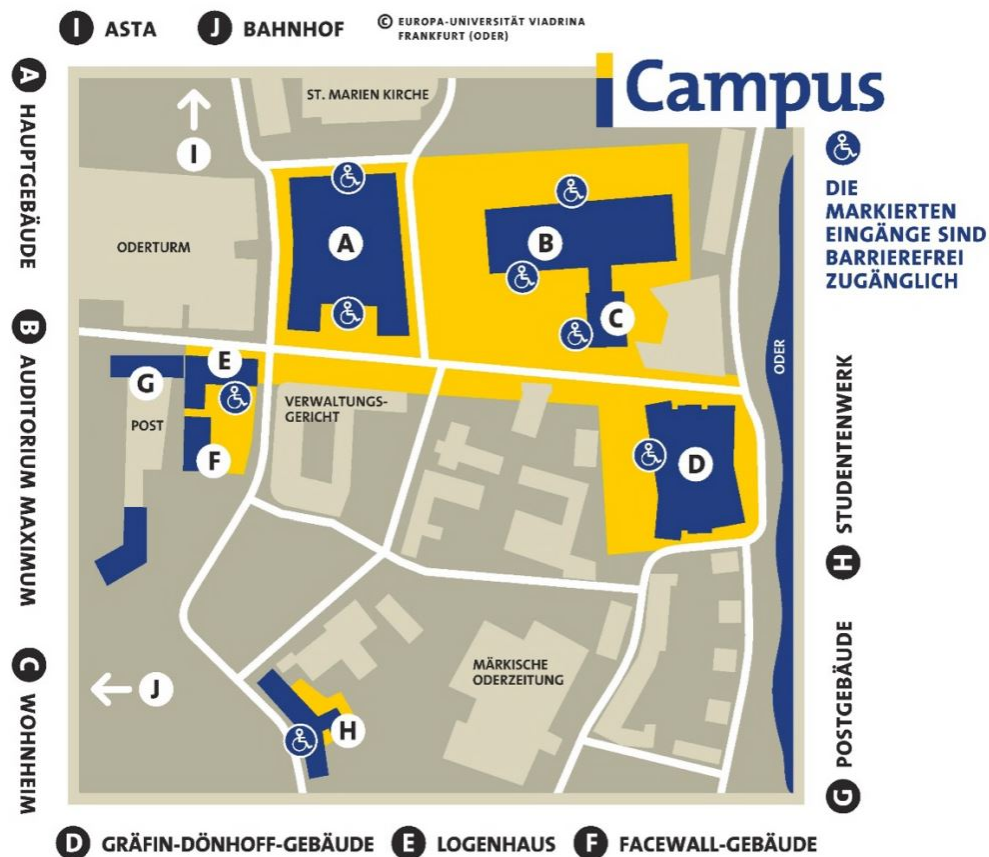 I ASTA
J BAHNHOF
© EUROPA-UNIVERSITÄT VIADRINA
FRANKFURT (ODER)
Campus
A HAUPTGEBÄUDE
B AUDITORIUM MAXIMUM
C WOHNHEIM
DIE
MARKIERTEN
EINGÄNGE SIND
BARRIEREFREI
ZUGÄNGLICH
H STUDENTENWERK
G POSTGEBÄUDE
ST. MARIEN KIRCHE
I
ODERTURM
A
B
C
ODER
E
G
VERWALTUNGS-
GERICHT
POST
F
D
MÄRKISCHE
ODERZEITUNG
J
H
D GRÄFIN-DÖNHOFF-GEBÄUDE
E LOGENHAUS
F FACEWALL-GEBÄUDE